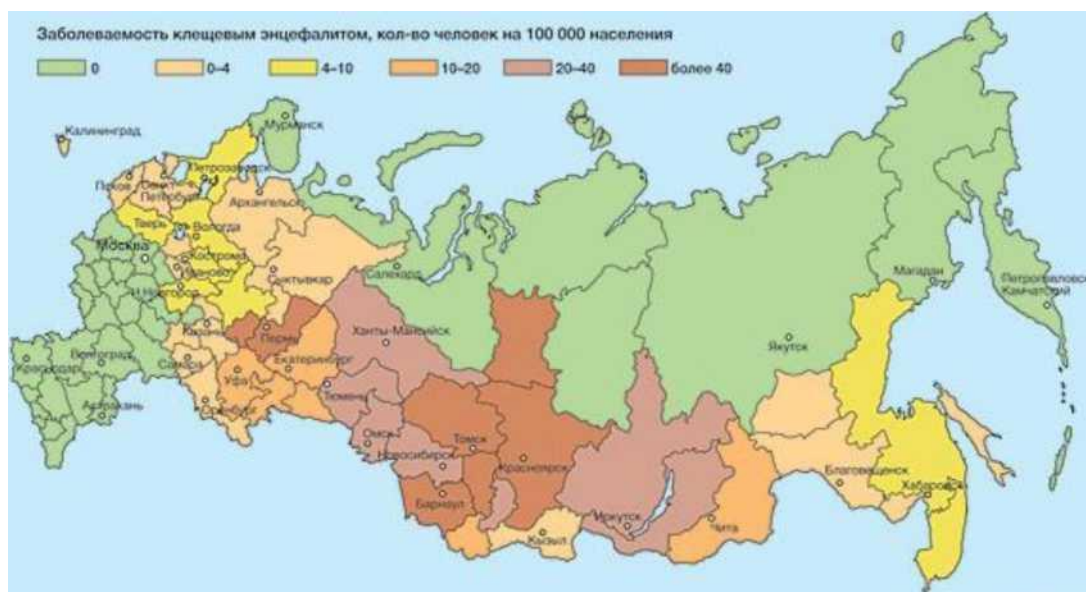 Заболеваемость клещевым энцефалитом, кол-во человек на 100 000 населения
0 0–4 4–10 10–20 20–40 более 40
Калининград
Мурманск
Петрозаводск
Псков
Санкт-
Петербург
Архангельск
Тверь
Вологда
Москва
Кострома
Иваново
Сыктывкар
Салехард
Н.Новгород
Магадан
Петропавловск
Камчатский
Казань
Пермь
Ханты-Мансийск
Якутск
Краснодар
Волгоград
Самара
Екатеринбург
Уфа
Астрахань
Оренбург
Тюмень
Омск
Томск
Новосибирск
Красноярск
Благовещенск
Хабаровск
Барнаул
Иркутск
Чита
Кызыл